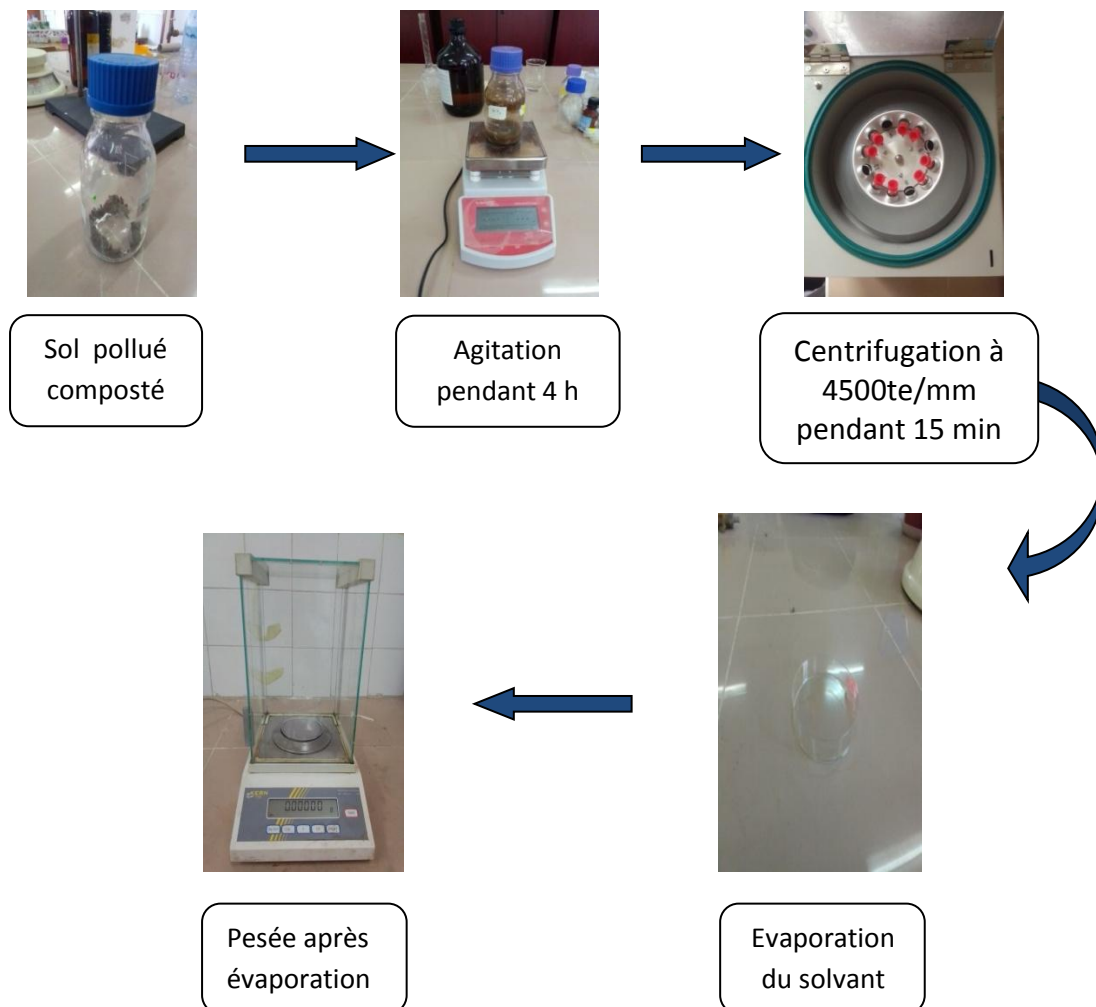 Sol pollué
composté
Agitation
pendant 4 h
Centrifugation à
4500te/mm
pendant 15 min
Pesée après
évaporation
Evaporation
du solvant